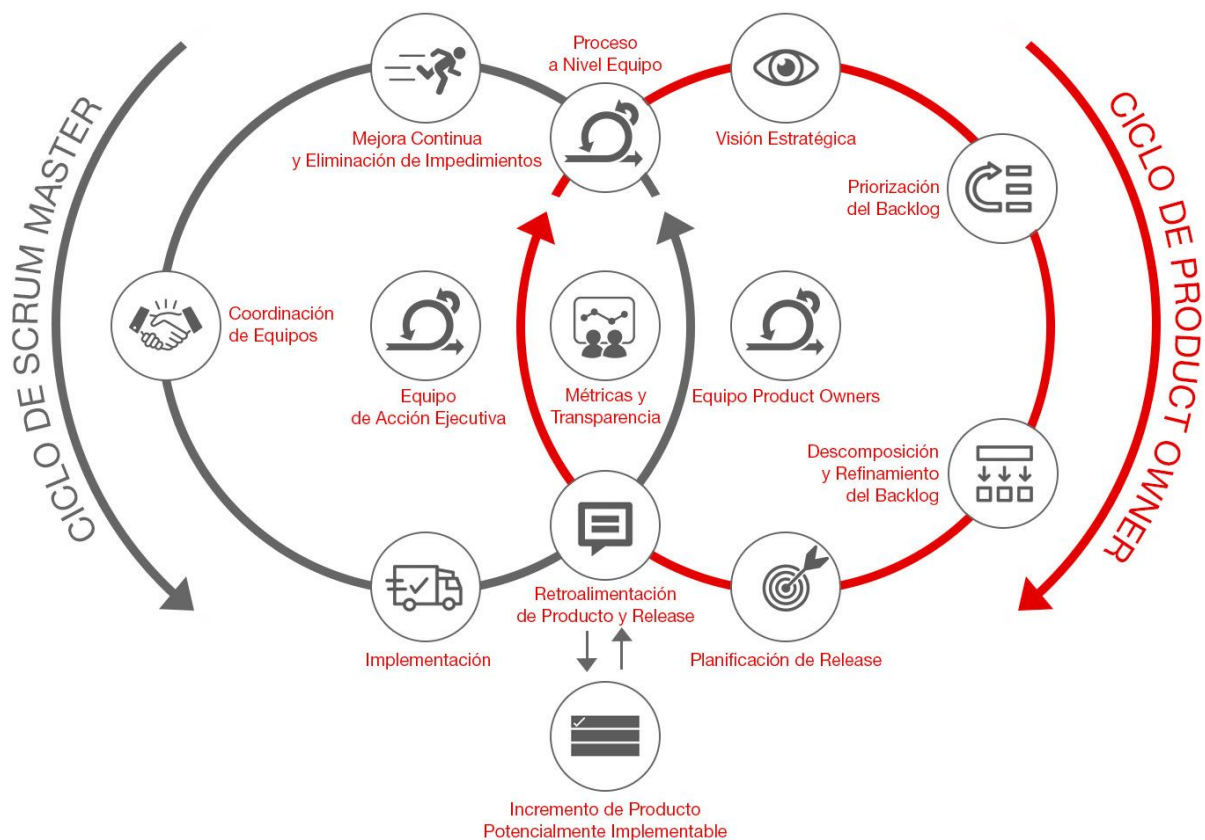 Proceso
a Nivel Equipo
Mejora Continua
y Eliminación de Impedimientos
Visión Estratégica
Priorización
del Backlog
CICLO DE SCRUM MASTER
CICLO DE PRODUCT OWNER
Coordinación
de Equipos
Equipo
de Acción Ejecutiva
Métricas y
Transparencia
Equipo Product Owners
Descomposición
y Refinamiento
del Backlog
Retroalimentación
de Producto y Release
Implementación
Planificación de Release
Incremento de Producto
Potencialmente Implementable